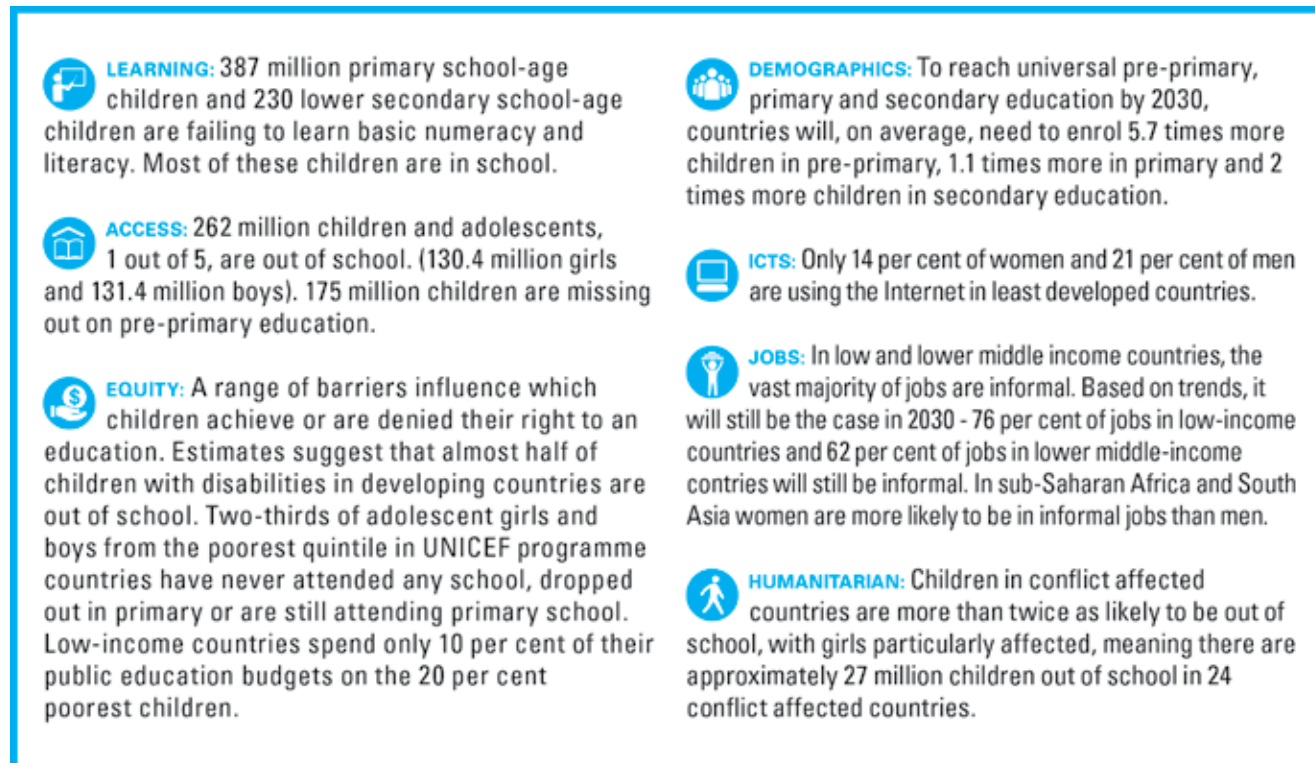 LEARNING: 387 million primary school-age
children and 230 lower secondary school-age
children are failing to learn basic numeracy and
literacy. Most of these children are in school.
ACCESS: 262 million children and adolescents,
1 out of 5, are out of school. (130.4 million girls
and 131.4 million boys). 175 million children are missing
out on pre-primary education.
EQUITY: A range of barriers influence which
children achieve or are denied their right to an
education. Estimates suggest that almost half of
children with disabilities in developing countries are
out of school. Two-thirds of adolescent girls and
boys from the poorest quintile in UNICEF programme
countries have never attended any school, dropped
out in primary or are still attending primary school.
Low-income countries spend only 10 per cent of their
public education budgets on the 20 per cent
poorest children.
DEMOGRAPHICS: To reach universal pre-primary,
primary and secondary education by 2030,
countries will, on average, need to enrol 5.7 times more
children in pre-primary, 1.1 times more in primary and 2
times more children in secondary education.
ICTS: Only 14 per cent of women and 21 per cent of men
are using the Internet in least developed countries.
JOBS: In low and lower middle income countries, the
vast majority of jobs are informal. Based on trends, it
will still be the case in 2030 - 76 per cent of jobs in low-income
countries and 62 per cent of jobs in lower middle-income
contries will still be informal. In sub-Saharan Africa and South
Asia women are more likely to be in informal jobs than men.
HUMANITARIAN: Children in conflict affected
countries are more than twice as likely to be out of
school, with girls particularly affected, meaning there are
approximately 27 million children out of school in 24
conflict affected countries.